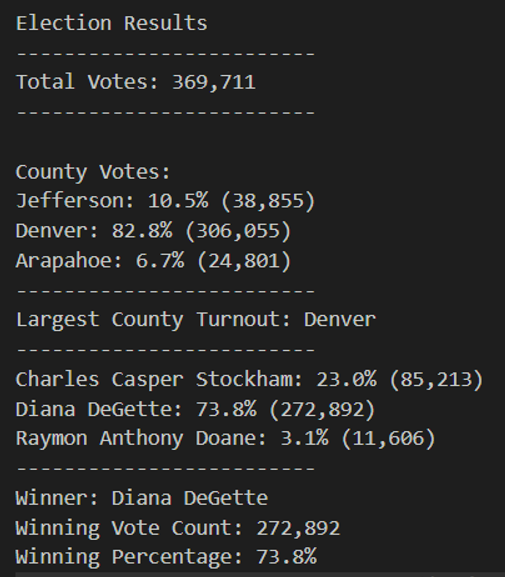 Election Results
-------------------------
Total Votes: 369,711
-------------------------
County Votes:
Jefferson: 10.5% (38,855)
Denver: 82.8% (306,055)
Arapahoe: 6.7% (24,801)
-------------------------
Largest County Turnout: Denver
-------------------------
Charles Casper Stockham: 23.0% (85,213)
Diana DeGette: 73.8% (272,892)
Raymon Anthony Doane: 3.1% (11,606)
-------------------------
Winner: Diana DeGette
Winning Vote Count: 272,892
Winning Percentage: 73.8%